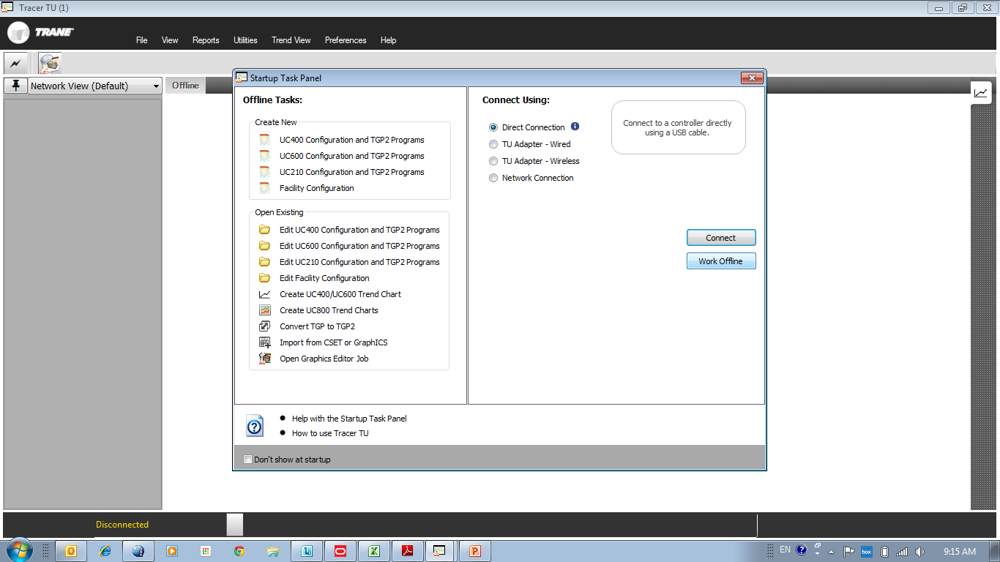 Tracer TU (1)
TRANE
File View Reports Utilities Trend View Preferences Help
Network View (Default)
Offline
Startup Task Panel
Offline Tasks:
Create New
UC400 Configuration and TGP2 Programs
UC600 Configuration and TGP2 Programs
UC210 Configuration and TGP2 Programs
Facility Configuration
Open Existing
Edit UC400 Configuration and TGP2 Programs
Edit UC600 Configuration and TGP2 Programs
Edit UC210 Configuration and TGP2 Programs
Edit Facility Configuration
Create UC400/UC600 Trend Chart
Create UC800 Trend Charts
Convert TGP to TGP2
Import from CSET or GraphICS
Open Graphics Editor Job
Connect Using:
Direct Connection
TU Adapter - Wired
TU Adapter - Wireless
Network Connection
Connect to a controller directly
using a USB cable.
Connect
Work Offline
Help with the Startup Task Panel
How to use Tracer TU
Don't show at startup
Disconnected
EN
box
9:15 AM